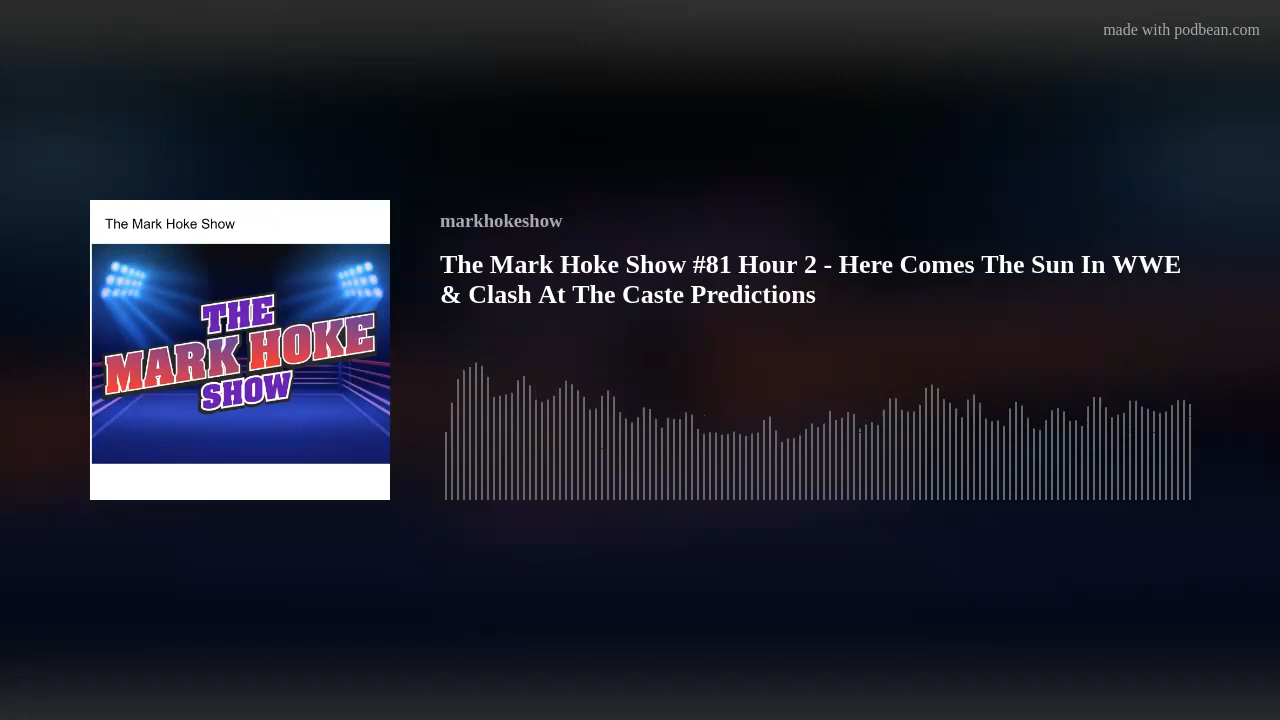 made with podbean.com
The Mark Hoke Show
THE
MARK HOKE
SHOW
markhokeshow
The Mark Hoke Show #81 Hour 2 - Here Comes The Sun In WWE
& Clash At The Caste Predictions